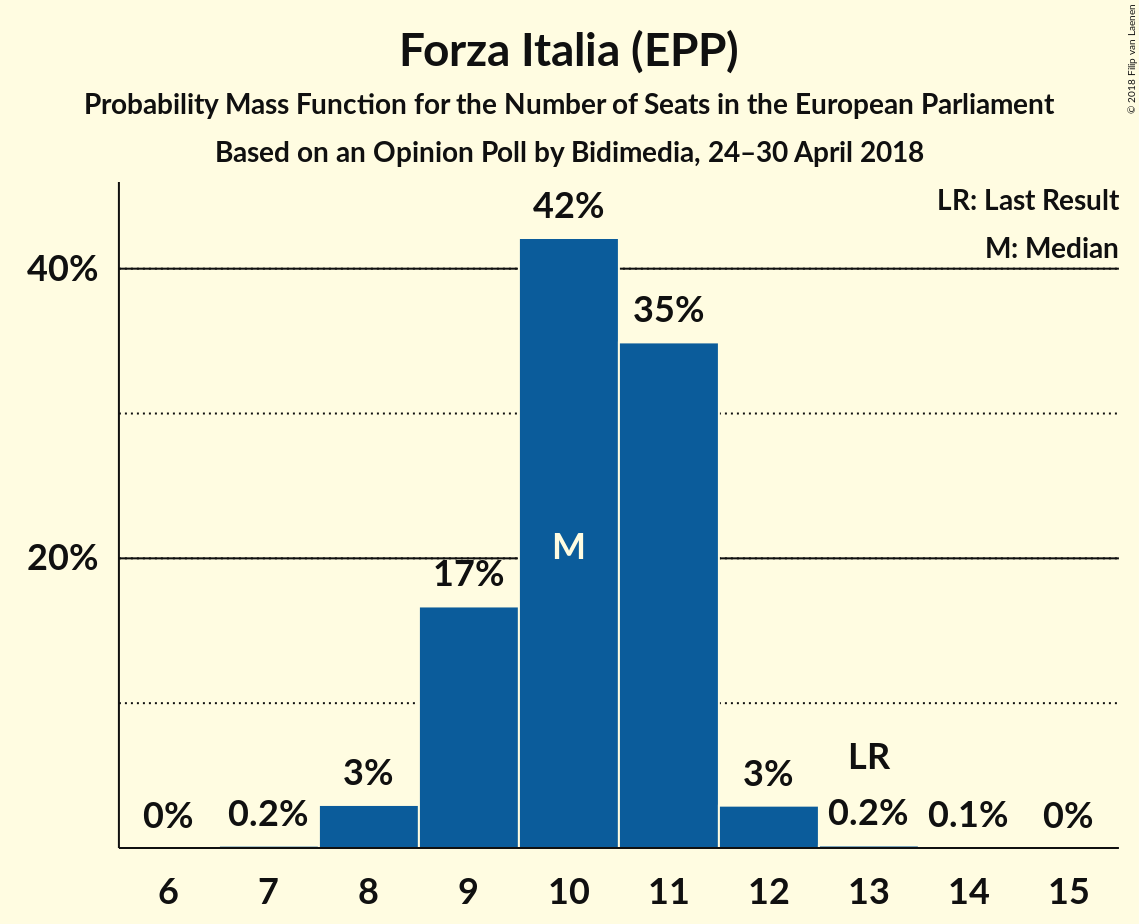 Forza Italia (EPP)
Probability Mass Function for the Number of Seats in the European Parliament
Based on an Opinion Poll by Bidimedia, 24–30 April 2018
© 2018 Filip van Laenen
LR: Last Result
M: Median
42%
40%
35%
M
20%
17%
LR
3%
3%
0%
0.2%
0.2%
0.1%
0%
6 7 8 9 10 11 12 13 14 15